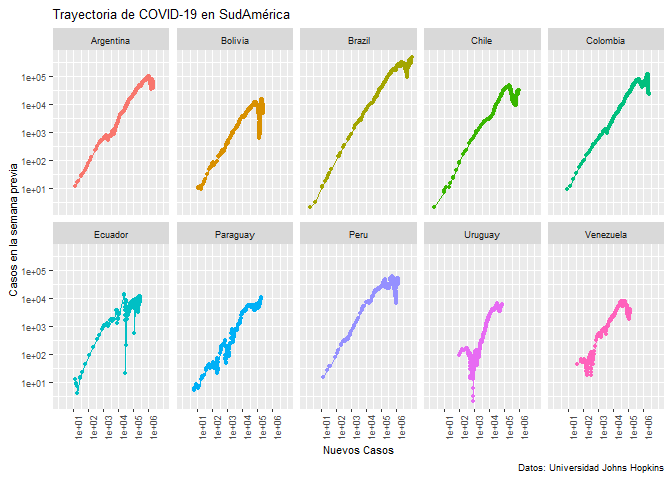 Trayectoria de COVID-19 en SudAmérica
Argentina
Bolivia
Brazil
Chile
Colombia
1e+05
1e+04
1e+03
1e+02
1e+01
Ecuador
Paraguay
Peru
Uruguay
Venezuela
1e+05
1e+04
1e+03
1e+02
1e+01
Casos en la semana previa
1e+01 1e+02 1e+03 1e+04 1e+05 1e+06
1e+01 1e+02 1e+03 1e+04 1e+05 1e+06
1e+01 1e+02 1e+03 1e+04 1e+05 1e+06
1e+01 1e+02 1e+03 1e+04 1e+05 1e+06
1e+01 1e+02 1e+03 1e+04 1e+05 1e+06
Nuevos Casos
Datos: Universidad Johns Hopkins